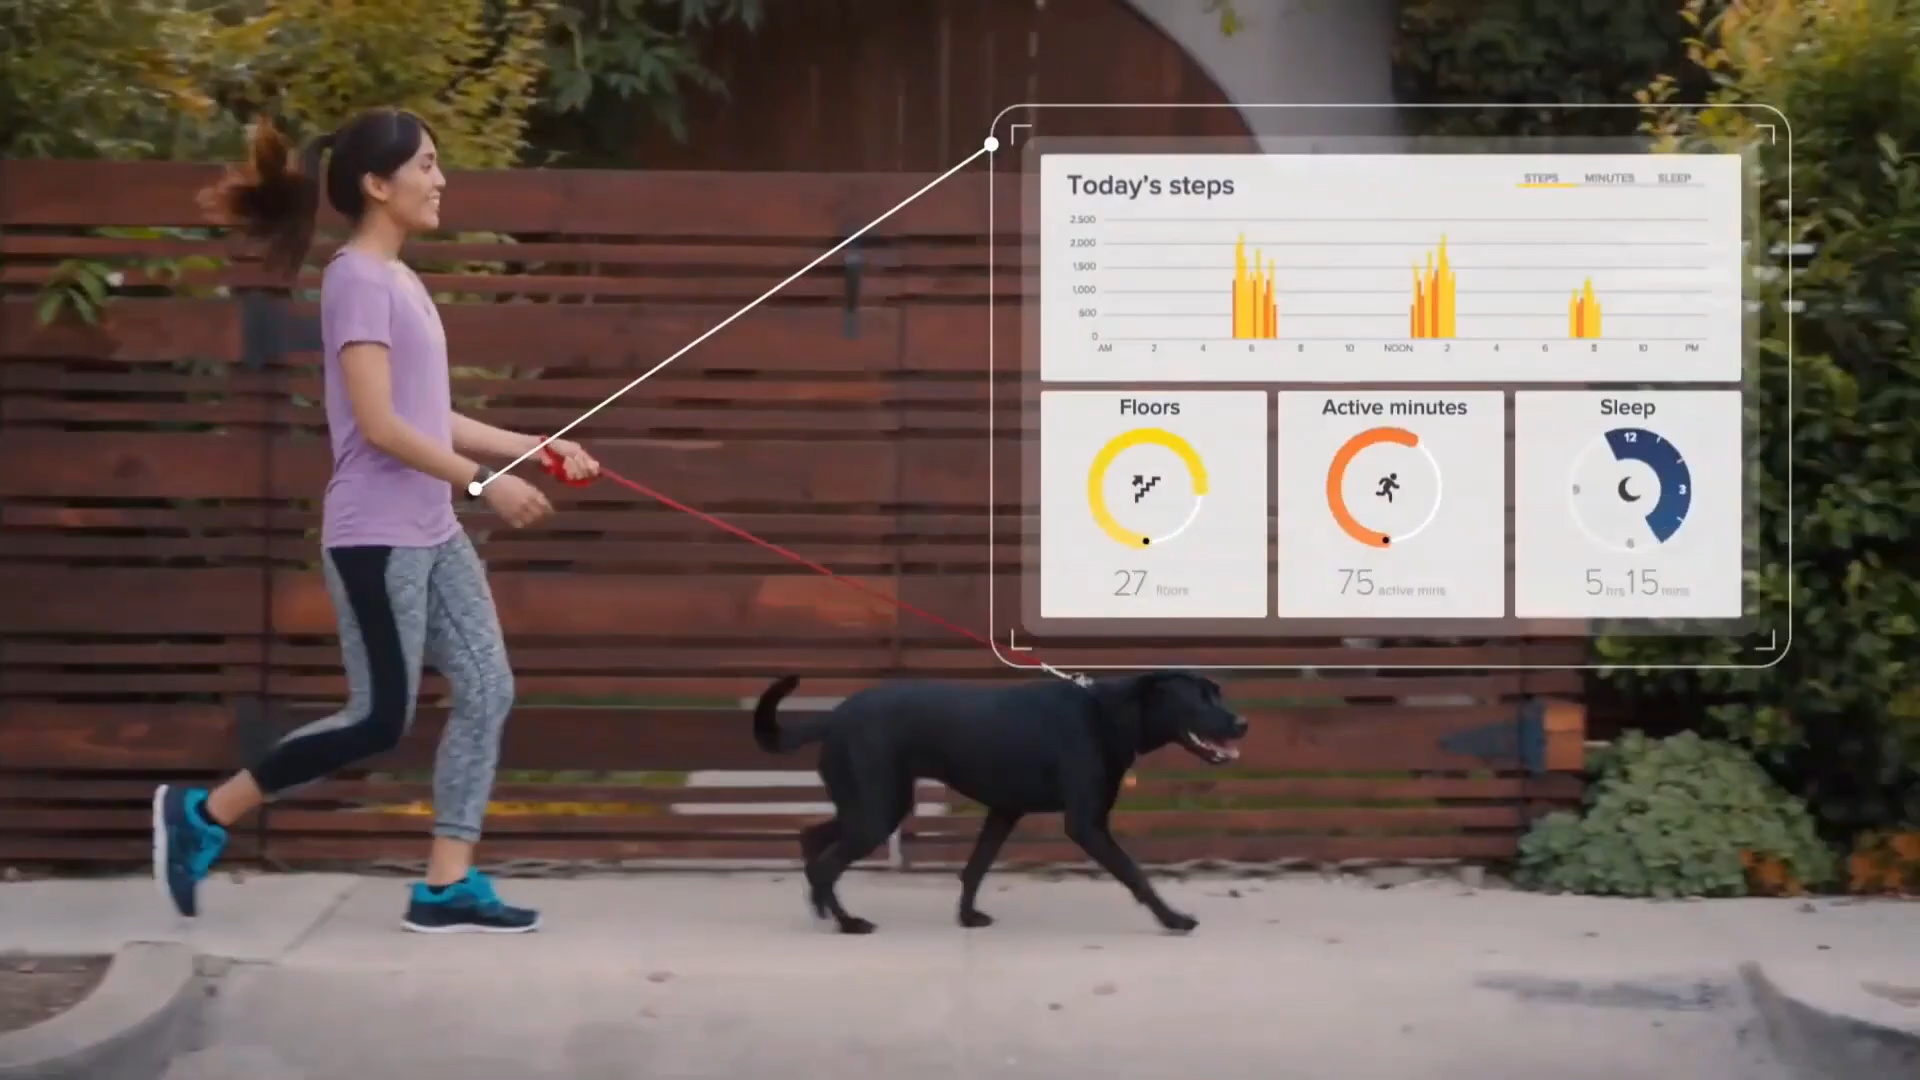 Today's steps
STEPS MINUTES SLEEP
2,500
2,000
1,500
1,000
500
0
AM 2 4 6 8 10 NOON 2 4 6 8 10 PM
Floors
27 floors
Active minutes
75 active mins
Sleep
12
3
6
9
5 hrs 15 mins